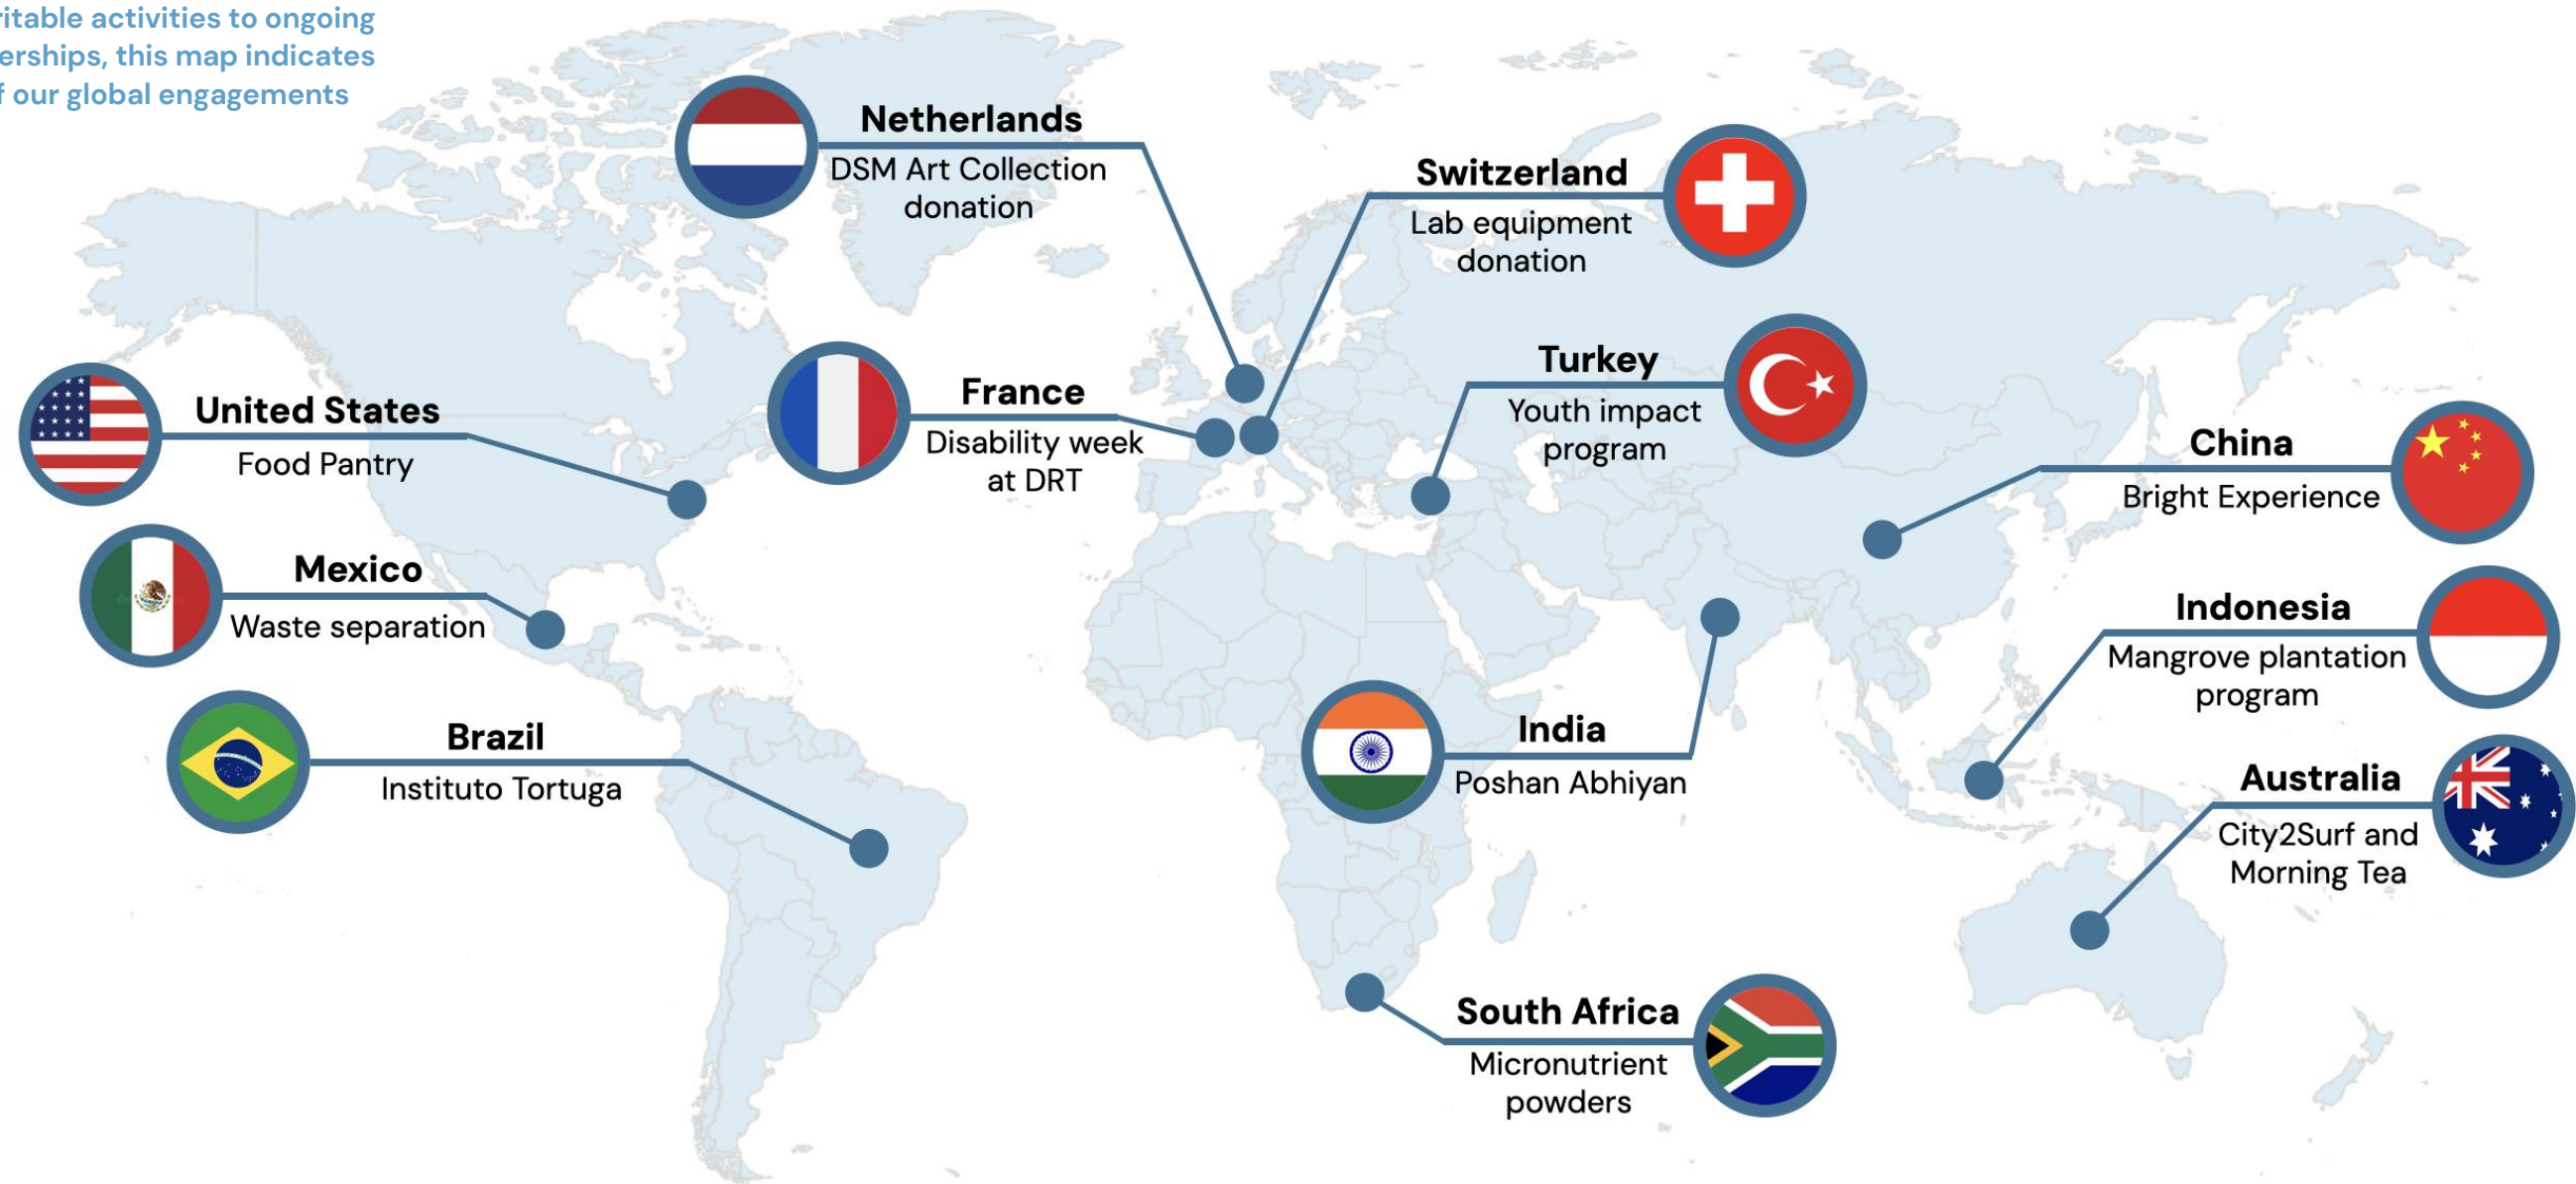 ritable activities to ongoing
erships, this map indicates
f our global engagements
Netherlands
DSM Art Collection
donation
Switzerland
Lab equipment
donation
France
Disability week
at DRT
Turkey
Youth impact
program
United States
Food Pantry
China
Bright Experience
Mexico
Waste separation
Indonesia
Mangrove plantation
program
Brazil
Instituto Tortuga
India
Poshan Abhiyan
Australia
City2Surf and
Morning Tea
South Africa
Micronutrient
powders